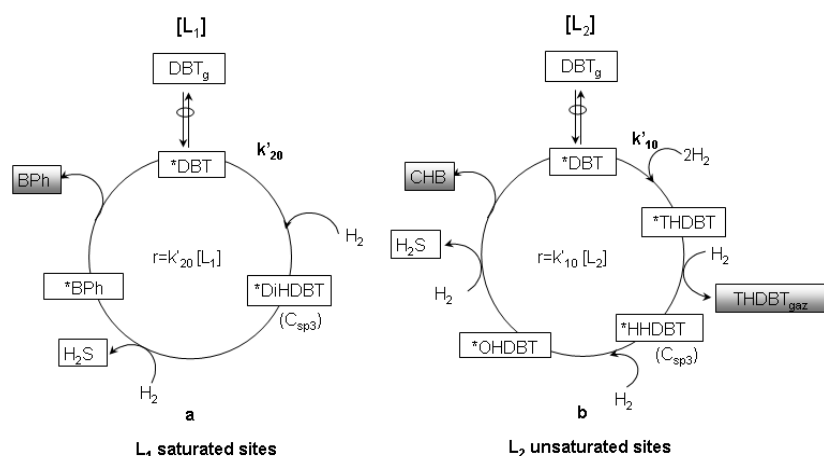 [L₁]
DBTg
k'₂₀
*DBT
BPh
H₂
r=k'₂₀ [L₁]
*BPh
*DiHDBT
(Csp3)
H₂S
H₂
a
L₁ saturated sites
[L₂]
DBTg
k'₁₀
*DBT
2H₂
CHB
*THDBT
H₂S
r=k'₁₀ [L₂]
H₂
H₂
THDBTgaz
*OHDBT
*HHDBT
(Csp3)
H₂
b
L₂ unsaturated sites